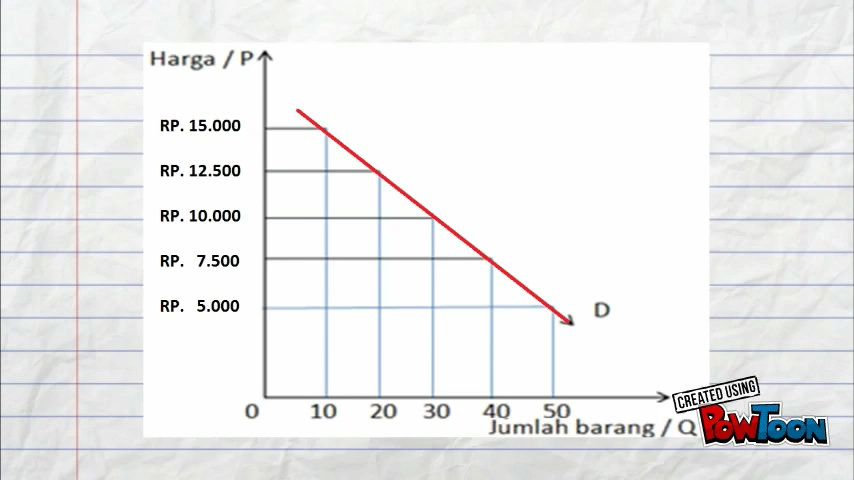 Harga / P
RP. 15.000
RP. 12.500
RP. 10.000
RP. 7.500
RP. 5.000
D
0 10 20 30 40 50
Jumlah barang / Q
CREATED USING
POWTOON